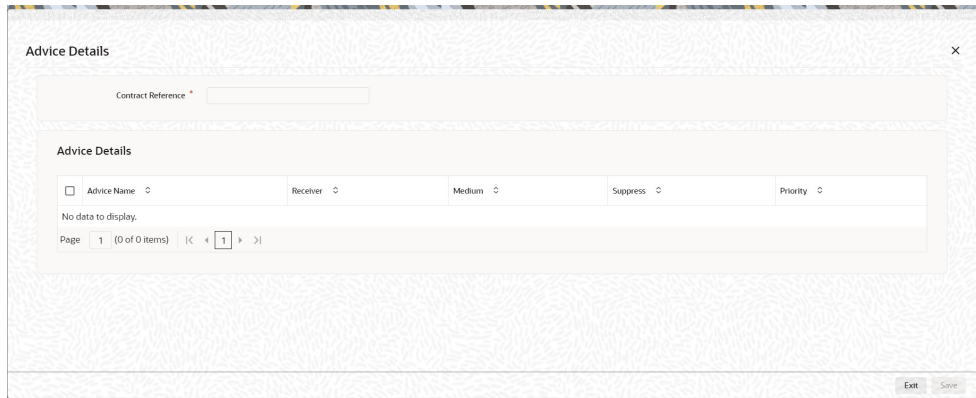 Advice Details
Contract Reference *
Advice Details
Advice Name Receiver Medium Suppress Priority
No data to display.
Page 1 (0 of 0 items) 1
Exit Save